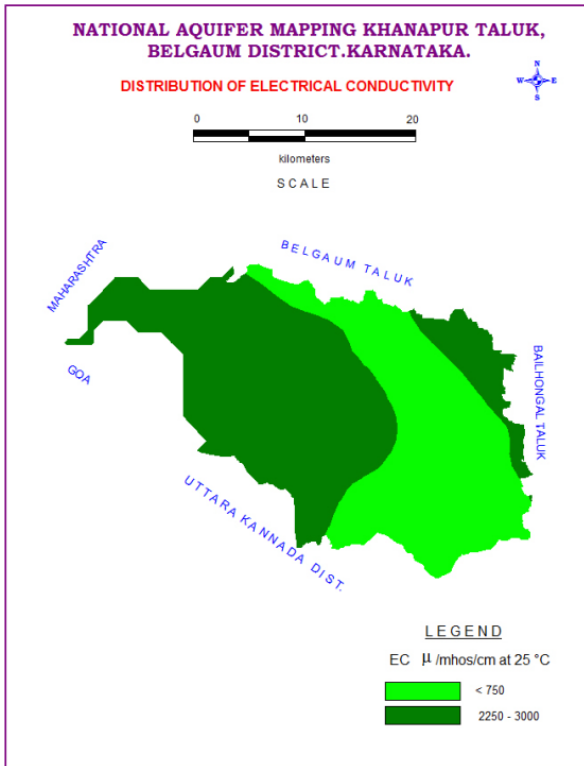 NATIONAL AQUIFER MAPPING KHANAPUR TALUK,
BELGAUM DISTRICT.KARNATAKA.
DISTRIBUTION OF ELECTRICAL CONDUCTIVITY
N
W E
S
0 10 20
kilometers
SCALE
BELGAUM TALUK
MAHARASHTRA
GOA
BAILHONGAL TALUK
UTTARA KANNADA DIST.
LEGEND
EC μ /mhos/cm at 25 °C
< 750
2250 - 3000